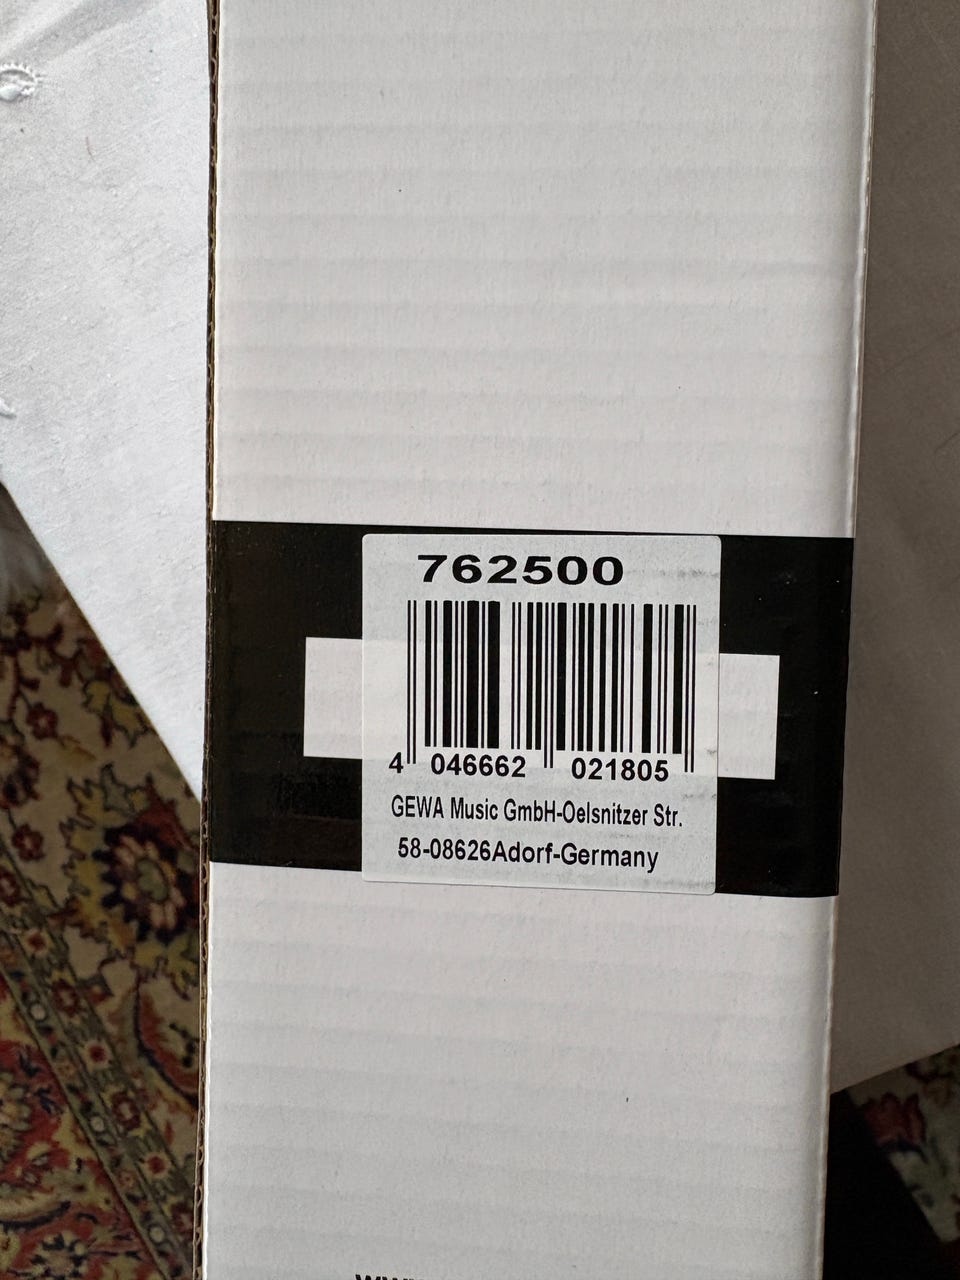 762500
4 046662 021805
GEWA Music GmbH-Oelsnitzer Str.
58-08626Adorf-Germany